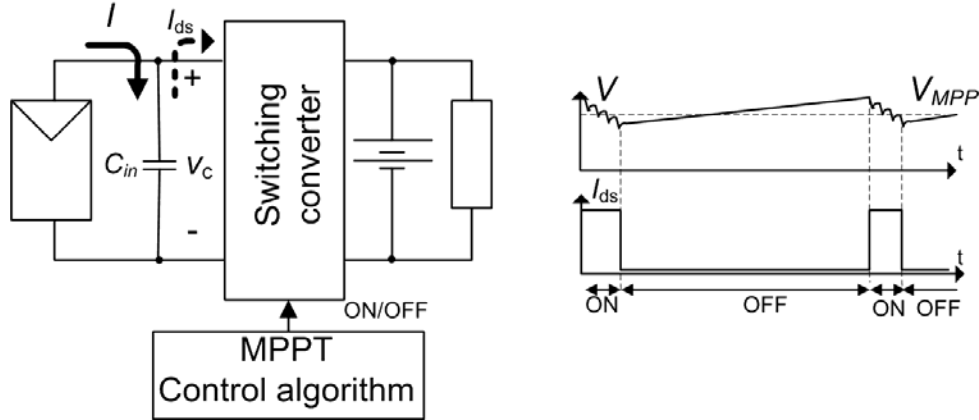 I
Ids
+
Cin
vc
-
Switching
converter
ON/OFF
MPPT
Control algorithm
V
VMPP
t
Ids
t
ON
OFF
ON
OFF